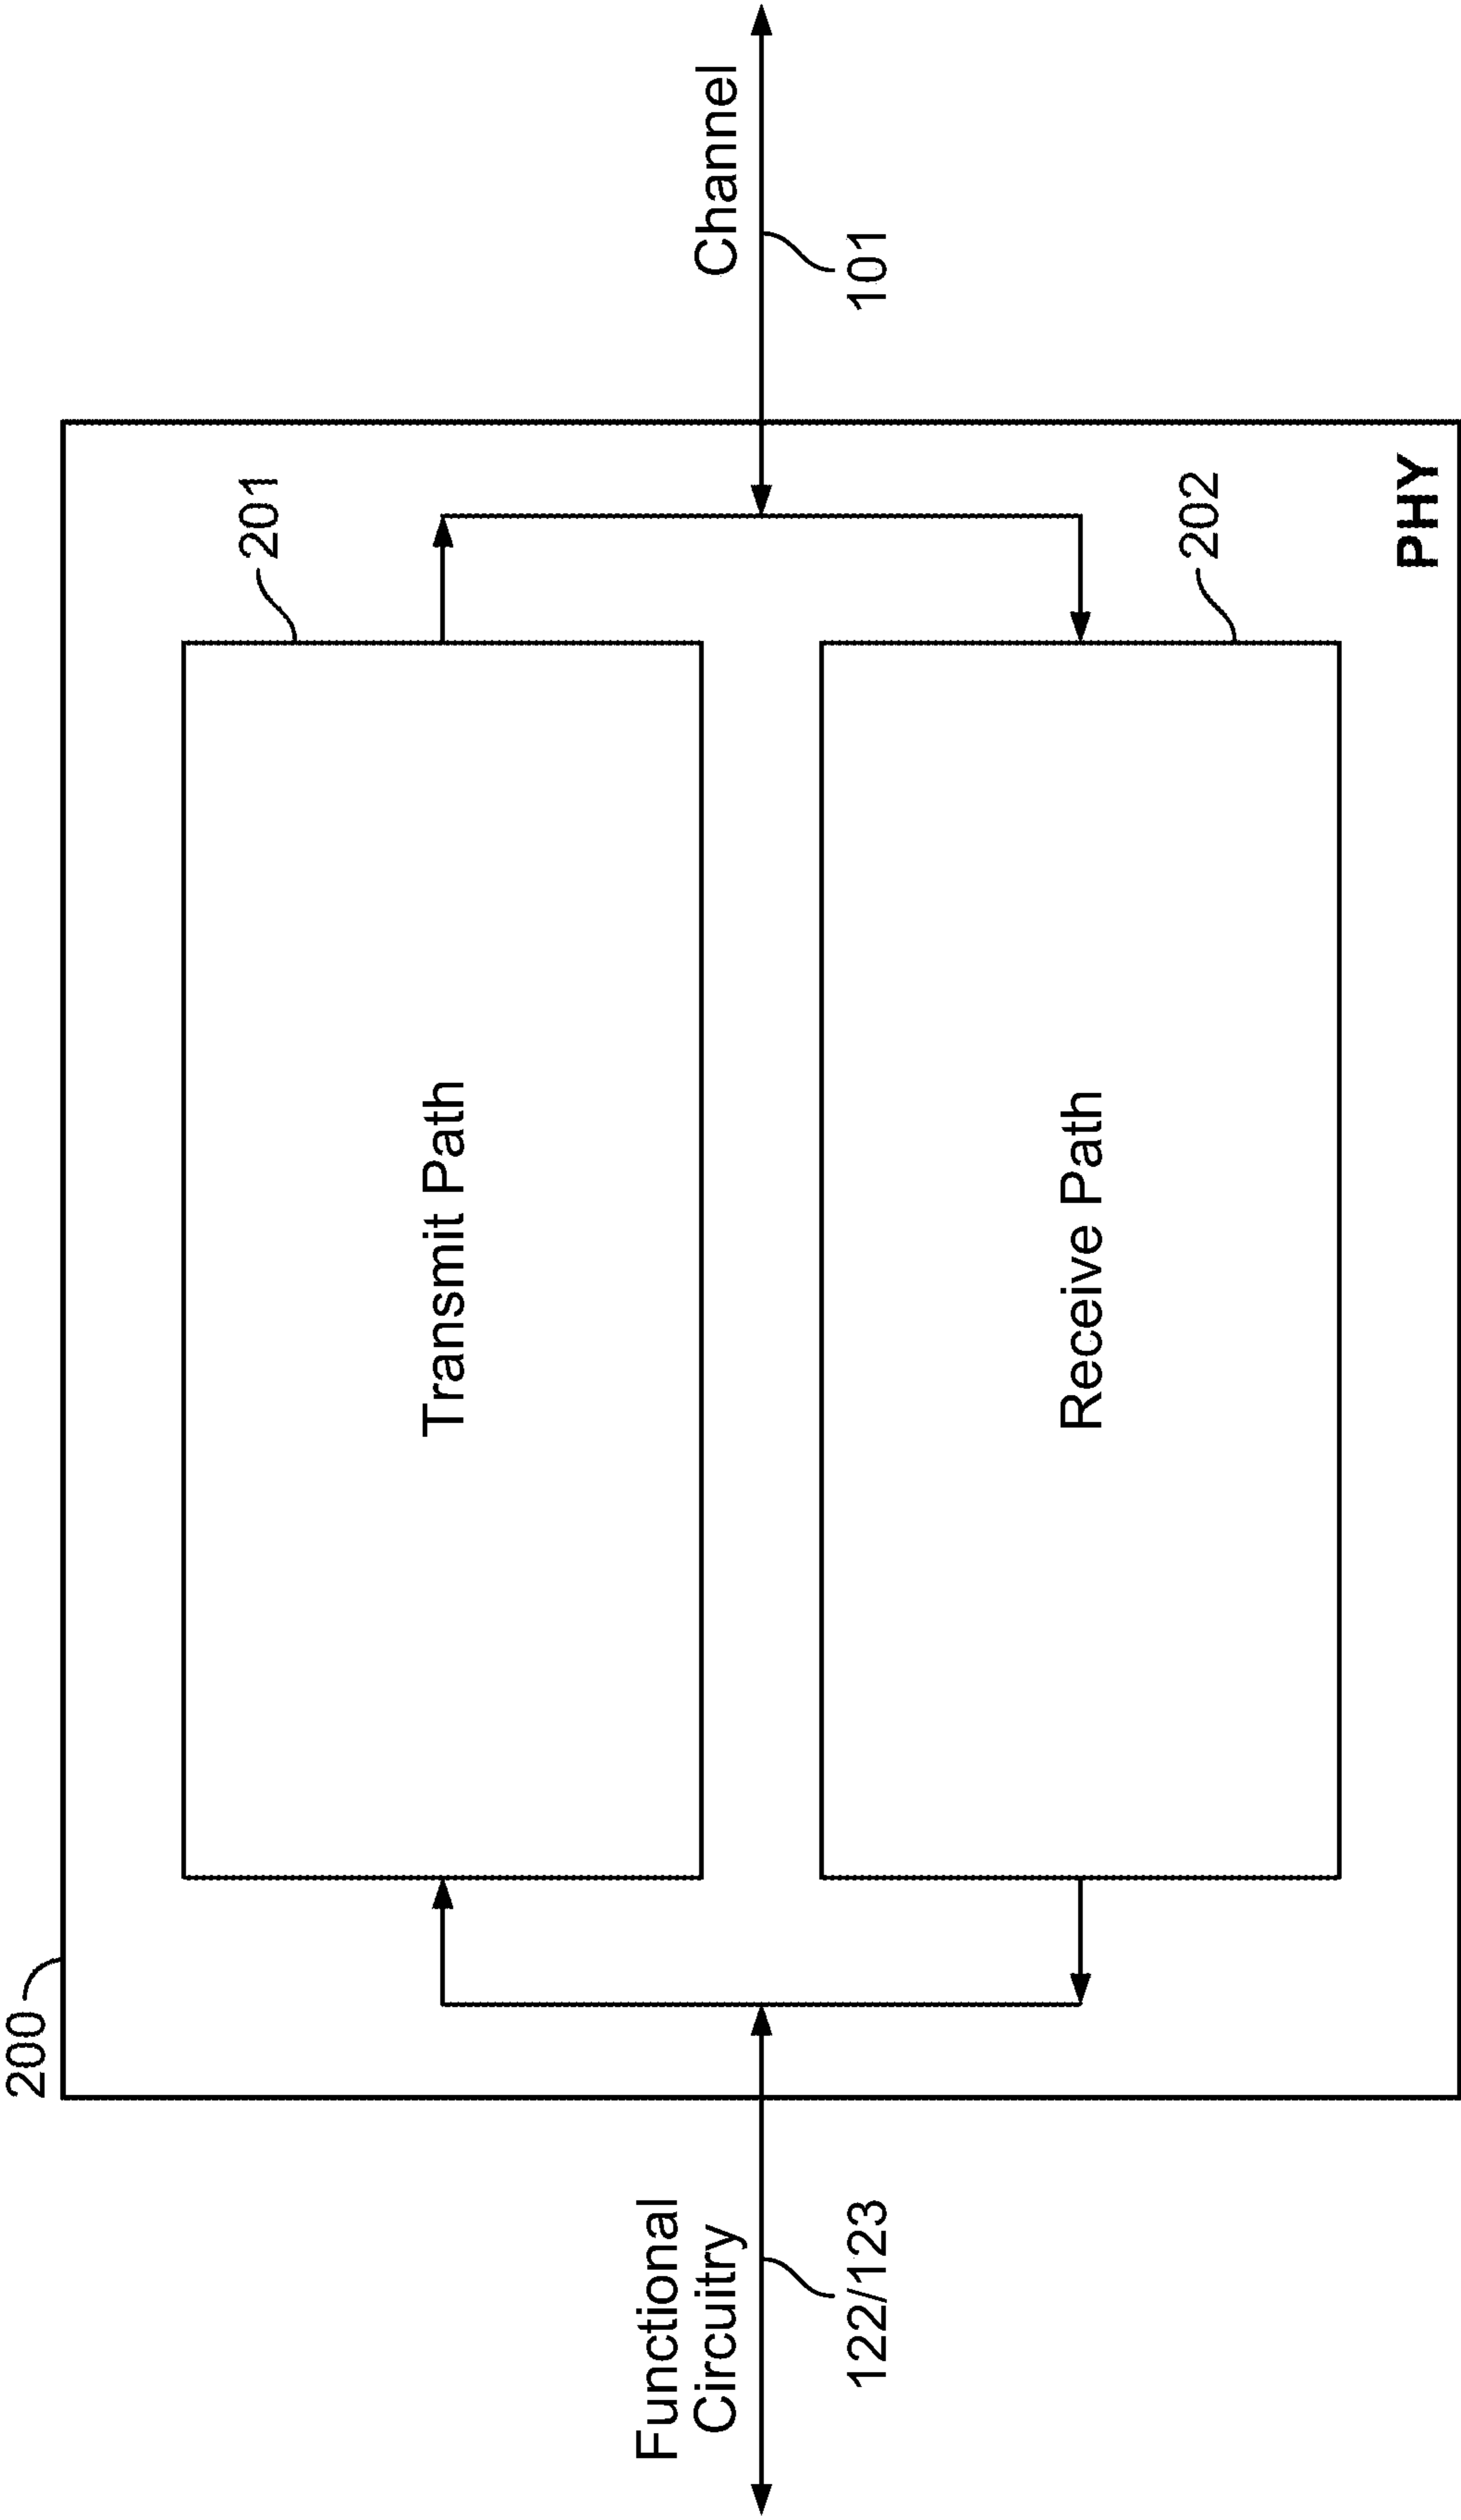 200
201
Transmit Path
Functional
Circuitry
Channel
122/123
101
Receive Path
202
PHY